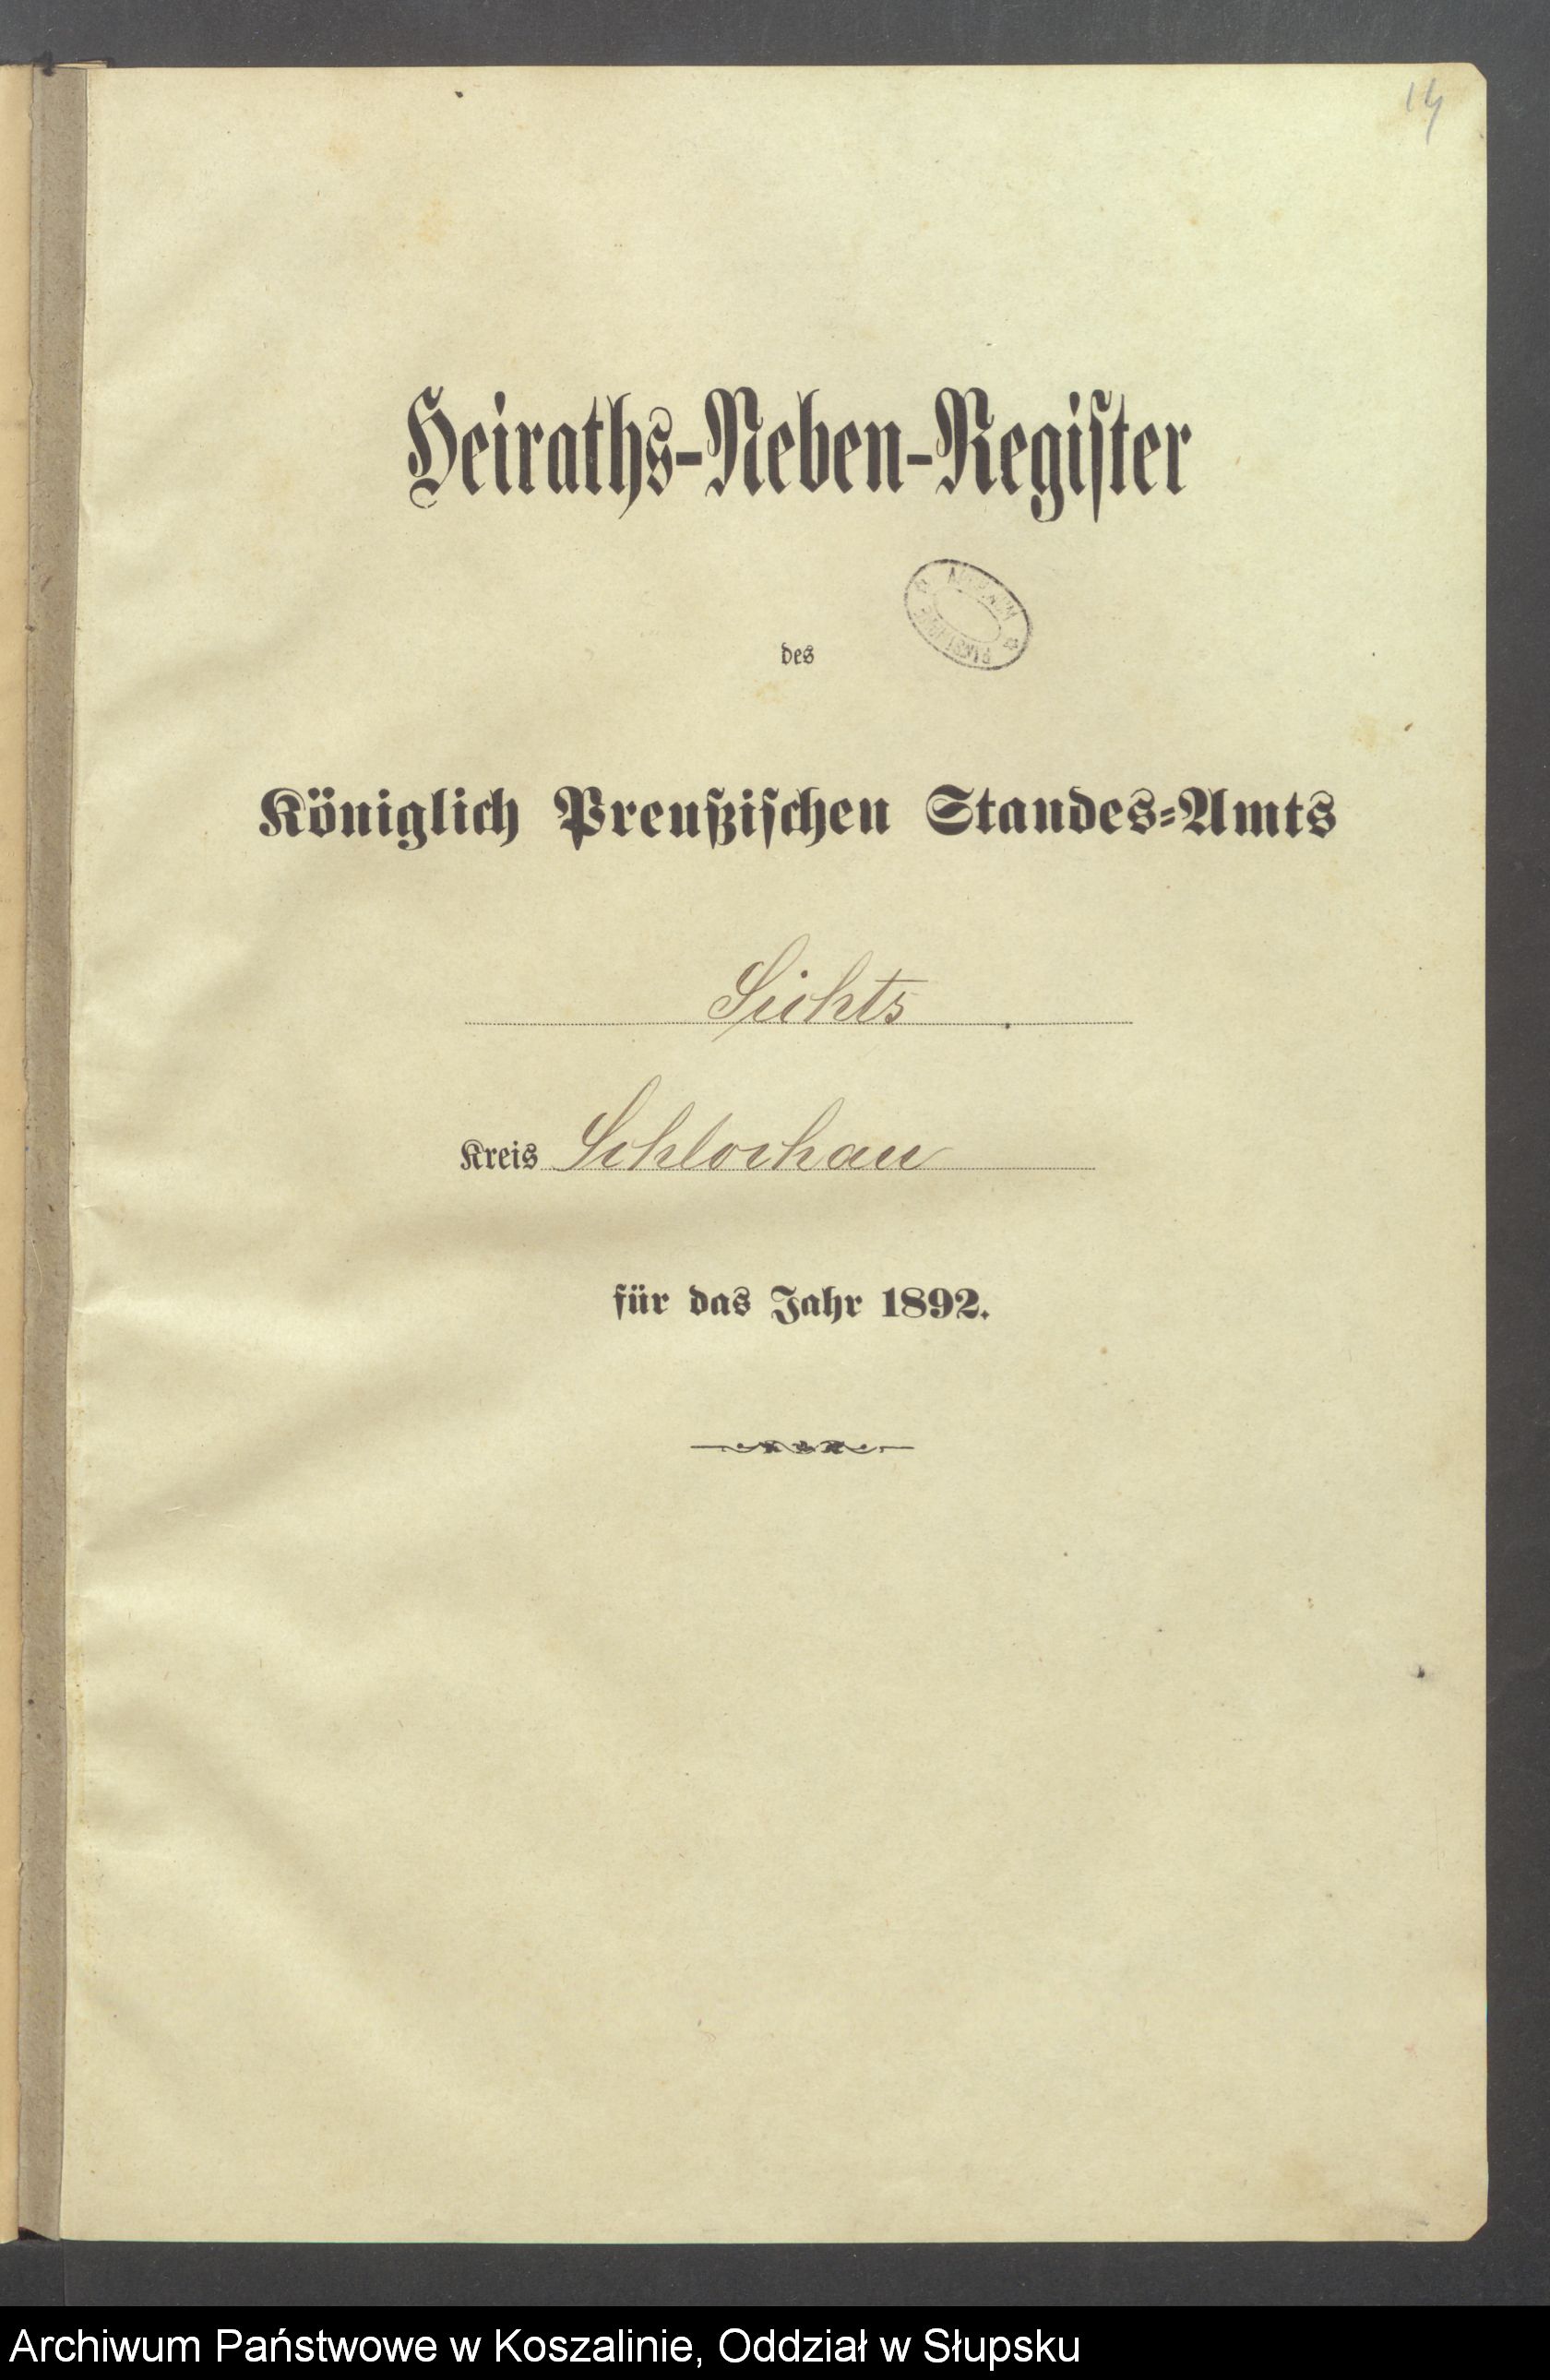 14
Heiraths-Neben-Register
des
Königlich Preußischen Standes-Amts
Sichts
Kreis Schlochau
für das Jahr 1892.
Archiwum Państwowe w Koszalinie, Oddział w Słupsku